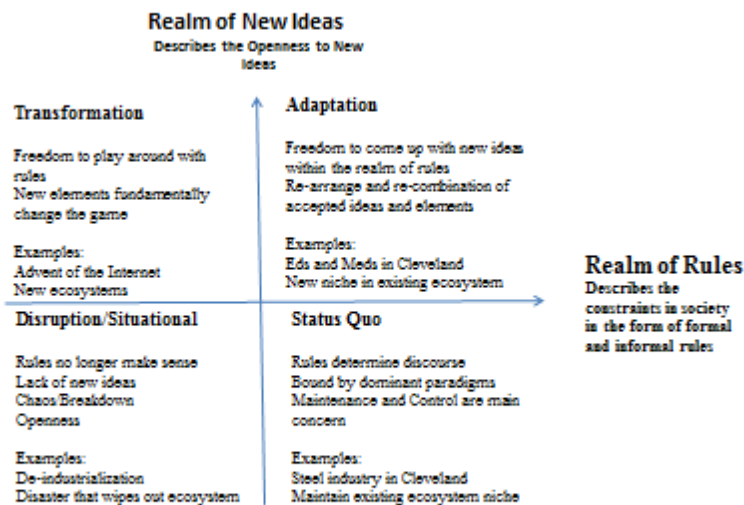 Realm of New Ideas
Describes the Openness to New
Ideas
Transformation
Freedom to play around with
rules
New elements fundamentally
change the game
Examples:
Advent of the Internet
New ecosystems
Adaptation
Freedom to come up with new ideas
within the realm of rules
Re-arrange and re-combination of
accepted ideas and elements
Examples:
Eds and Meds in Cleveland
New niche in existing ecosystem
Realm of Rules
Describes the
constraints in society
in the form of formal
and informal rules
Disruption/Situational
Rules no longer make sense
Lack of new ideas
Chaos/Breakdown
Openness
Examples:
De-industrialization
Disaster that wipes out ecosystem
Status Quo
Rules determine discourse
Bound by dominant paradigms
Maintenance and Control are main
concern
Examples:
Steel industry in Cleveland
Maintain existing ecosystem niche